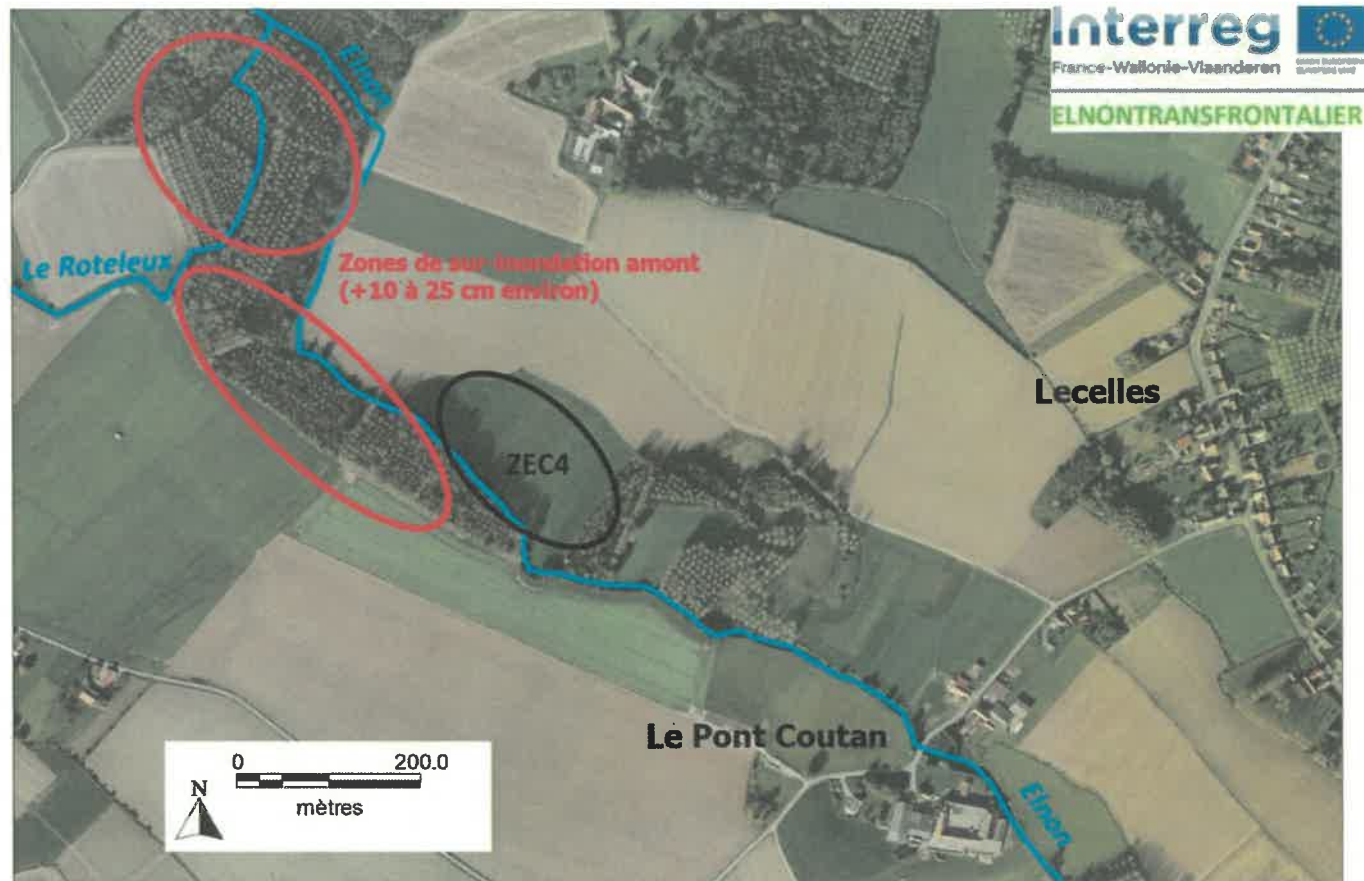 Interreg
France-Wallonie-Vlaanderen
ELNONTRANSFRONTALIER
Elnon
Le Roteleux
Zones de sur-inondation amont
(+10 à 25 cm environ)
Lecelles
ZEC4
Le Pont Coutan
0 200.0
mètres
N
Elnon